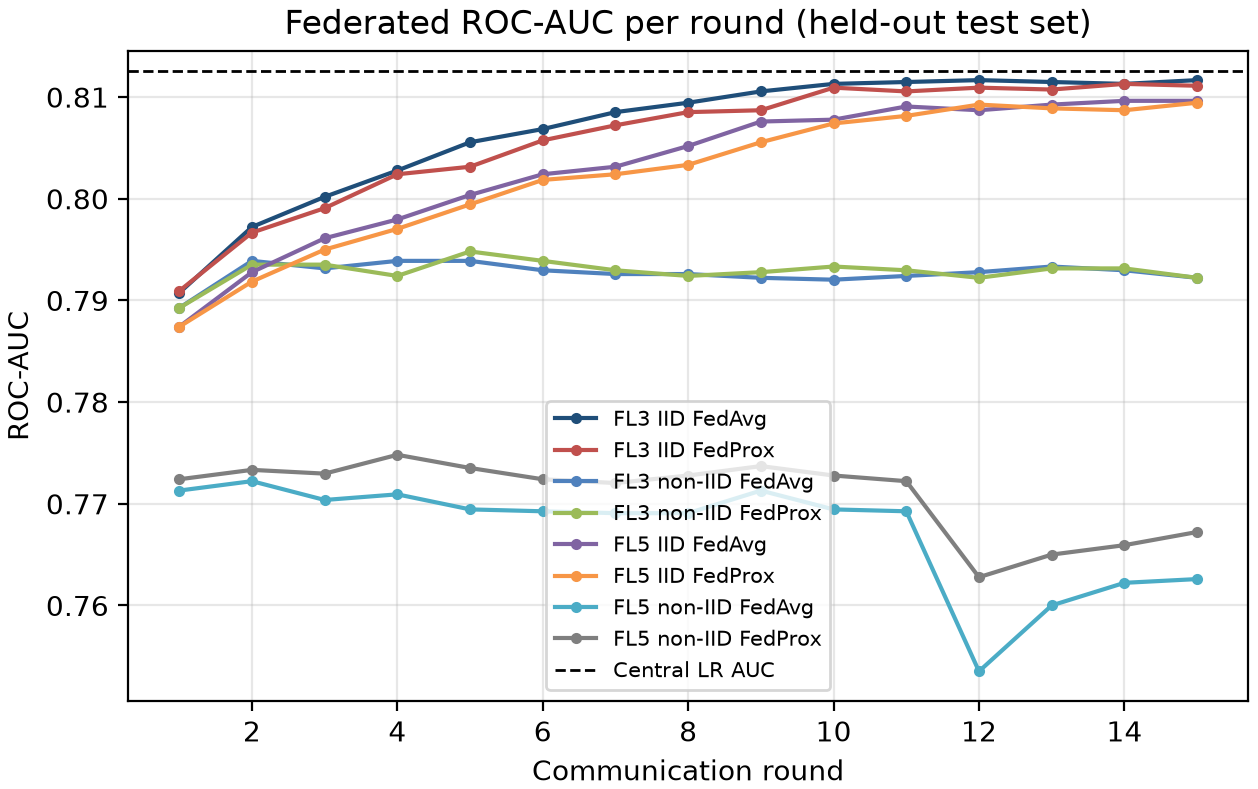 Federated ROC-AUC per round (held-out test set)
ROC-AUC
0.81
0.80
0.79
0.78
0.77
0.76
FL3 IID FedAvg
FL3 IID FedProx
FL3 non-IID FedAvg
FL3 non-IID FedProx
FL5 IID FedAvg
FL5 IID FedProx
FL5 non-IID FedAvg
FL5 non-IID FedProx
Central LR AUC
2 4 6 8 10 12 14
Communication round